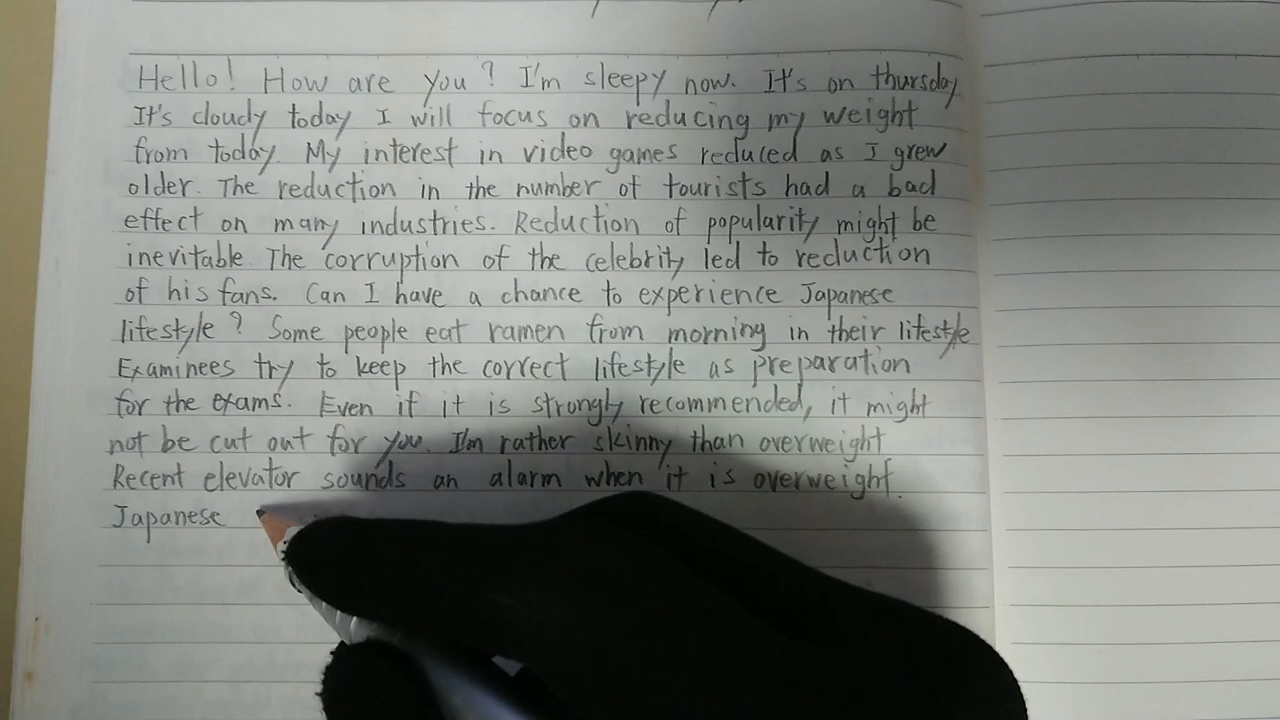 Hello! How are you? I'm sleepy now. It's on thursday
It's cloudy today I will focus on reducing my weight
from today. My interest in video games reduced as I grew
older. The reduction in the number of tourists had a bad
effect on many industries. Reduction of popularity might be
inevitable. The corruption of the celebrity led to reduction
of his fans. Can I have a chance to experience Japanese
lifestyle? Some people eat ramen from morning in their lifestyle.
Examinees try to keep the correct lifestyle as preparation
for the exams. Even if it is strongly recommended, it might
not be cut out for you. I'm rather skinny than overweight
Recent elevator sounds an alarm when it is overweight.
Japanese